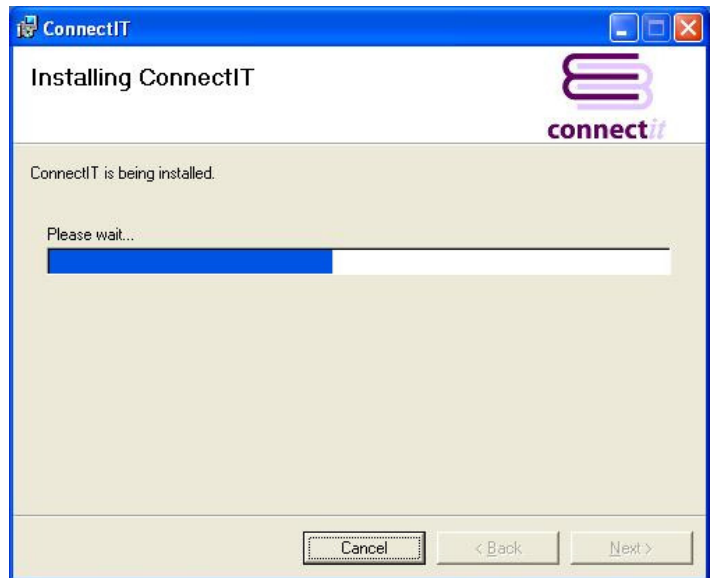 ConnectIT
Installing ConnectIT
connectit
ConnectIT is being installed.
Please wait...
Cancel
< Back
Next >